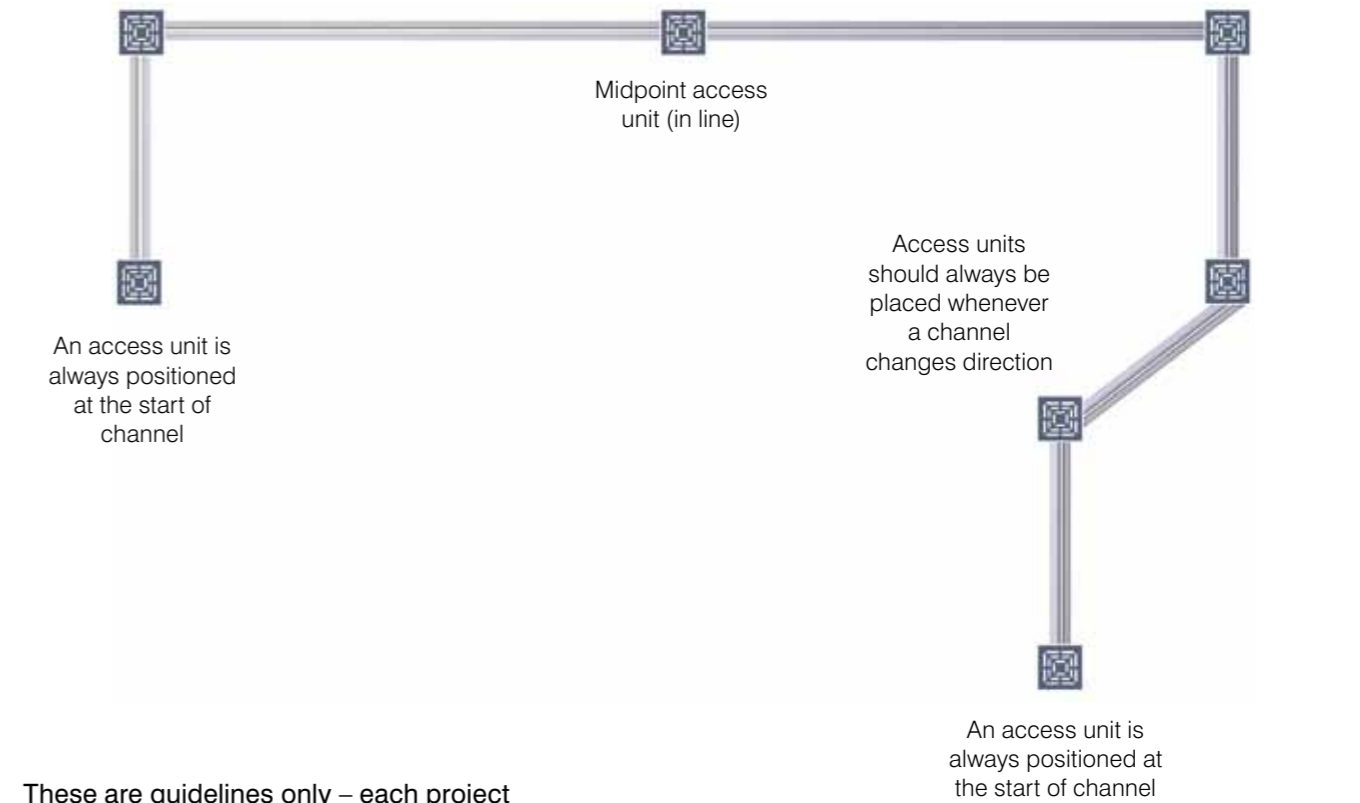 Midpoint access
unit (in line)
Access units
should always be
placed whenever
a channel
changes direction
An access unit is
always positioned
at the start of
channel
An access unit is
always positioned at
the start of channel
These are guidelines only – each project